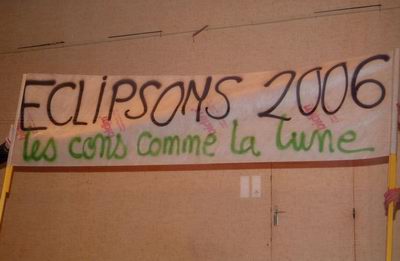 ECLIPSONS 2006
les cons comme la lune